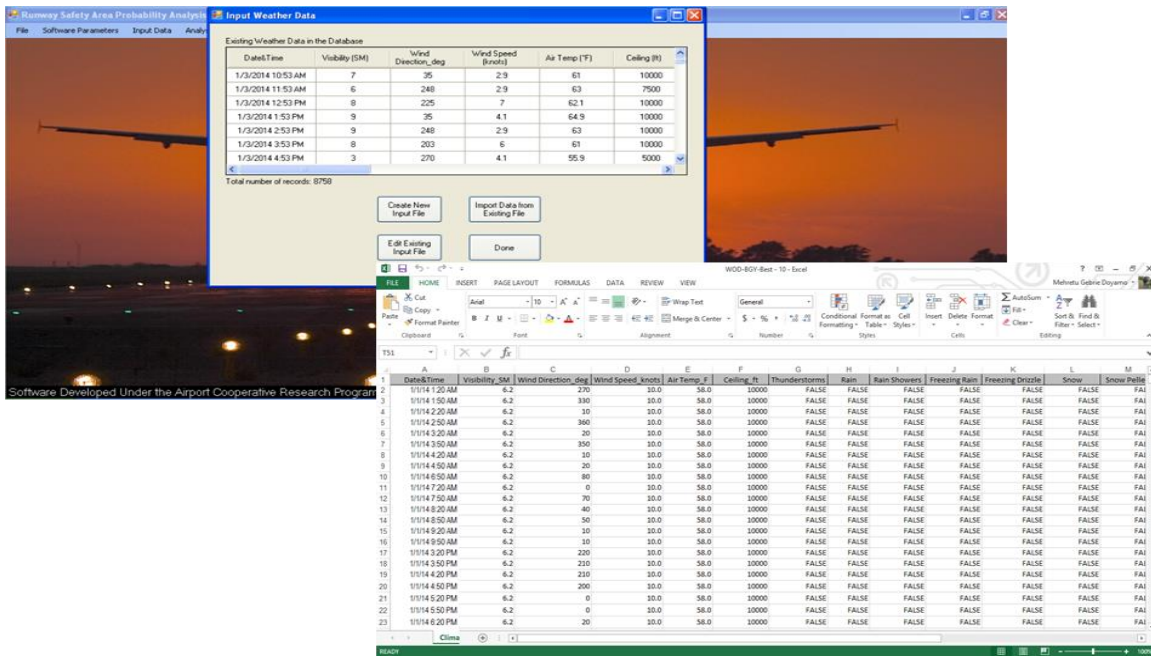 Runway Safety Area Probability Analysis
File Software Parameters Input Data Analys
Input Weather Data
Existing Weather Data in the Database
Date&Time Visibility (SM) Wind Direction_deg Wind Speed (knots) Air Temp (°F) Ceiling (ft)
1/3/2014 10:53 AM 7 35 2.9 61 10000
1/3/2014 11:53 AM 6 248 2.9 63 7500
1/3/2014 12:53 PM 8 225 7 62.1 10000
1/3/2014 1:53 PM 9 35 4.1 64.9 10000
1/3/2014 2:53 PM 9 248 2.9 63 10000
1/3/2014 3:53 PM 8 203 6 61 10000
1/3/2014 4:53 PM 3 270 4.1 55.9 5000
Total number of records: 8758
Create New Input File
Import Data from Existing File
Edit Existing Input File
Done
Software Developed Under the Airport Cooperative Research Program
WOD-BGY-Best - 10 - Excel
FILE HOME INSERT PAGE LAYOUT FORMULAS DATA REVIEW VIEW
Mehretu Gebrie Doyamo
Paste
Cut
Copy
Format Painter
Clipboard
Arial 10
B I U
Font
Wrap Text
Merge & Center
Alignment
General
$ % ,
Number
Conditional Formatting
Format as Table
Cell Styles
Styles
Insert Delete Format
Cells
AutoSum
Fill
Clear
Sort & Filter
Find & Select
Editing
T51 fx
A B C D E F G H I J K L M
1 Date&Time Visibility_SM Wind Direction_deg Wind Speed_knots Air Temp_F Ceiling_ft Thunderstorms Rain Rain Showers Freezing Rain Freezing Drizzle Snow Snow Pelle
2 1/1/14 1:20 AM 6.2 270 10.0 58.0 10000 FALSE FALSE FALSE FALSE FALSE FALSE FAL
3 1/1/14 1:50 AM 6.2 330 10.0 58.0 10000 FALSE FALSE FALSE FALSE FALSE FALSE FAL
4 1/1/14 2:20 AM 6.2 10 10.0 58.0 10000 FALSE FALSE FALSE FALSE FALSE FALSE FAL
5 1/1/14 2:50 AM 6.2 360 10.0 58.0 10000 FALSE FALSE FALSE FALSE FALSE FALSE FAL
6 1/1/14 3:20 AM 6.2 20 10.0 58.0 10000 FALSE FALSE FALSE FALSE FALSE FALSE FAL
7 1/1/14 3:50 AM 6.2 350 10.0 58.0 10000 FALSE FALSE FALSE FALSE FALSE FALSE FAL
8 1/1/14 4:20 AM 6.2 10 10.0 58.0 10000 FALSE FALSE FALSE FALSE FALSE FALSE FAL
9 1/1/14 4:50 AM 6.2 20 10.0 58.0 10000 FALSE FALSE FALSE FALSE FALSE FALSE FAL
10 1/1/14 6:50 AM 6.2 80 10.0 58.0 10000 FALSE FALSE FALSE FALSE FALSE FALSE FAL
11 1/1/14 7:20 AM 6.2 0 10.0 58.0 10000 FALSE FALSE FALSE FALSE FALSE FALSE FAL
12 1/1/14 7:50 AM 6.2 70 10.0 58.0 10000 FALSE FALSE FALSE FALSE FALSE FALSE FAL
13 1/1/14 8:20 AM 6.2 40 10.0 58.0 10000 FALSE FALSE FALSE FALSE FALSE FALSE FAL
14 1/1/14 8:50 AM 6.2 50 10.0 58.0 10000 FALSE FALSE FALSE FALSE FALSE FALSE FAL
15 1/1/14 9:20 AM 6.2 10 10.0 58.0 10000 FALSE FALSE FALSE FALSE FALSE FALSE FAL
16 1/1/14 9:50 AM 6.2 10 10.0 58.0 10000 FALSE FALSE FALSE FALSE FALSE FALSE FAL
17 1/1/14 3:20 PM 6.2 220 10.0 58.0 10000 FALSE FALSE FALSE FALSE FALSE FALSE FAL
18 1/1/14 3:50 PM 6.2 210 10.0 58.0 10000 FALSE FALSE FALSE FALSE FALSE FALSE FAL
19 1/1/14 4:20 PM 6.2 210 10.0 58.0 10000 FALSE FALSE FALSE FALSE FALSE FALSE FAL
20 1/1/14 4:50 PM 6.2 200 10.0 58.0 10000 FALSE FALSE FALSE FALSE FALSE FALSE FAL
21 1/1/14 5:20 PM 6.2 0 10.0 58.0 10000 FALSE FALSE FALSE FALSE FALSE FALSE FAL
22 1/1/14 5:50 PM 6.2 0 10.0 58.0 10000 FALSE FALSE FALSE FALSE FALSE FALSE FAL
23 1/1/14 6:20 PM 6.2 20 10.0 58.0 10000 FALSE FALSE FALSE FALSE FALSE FALSE FAL
Clima
READY 100%